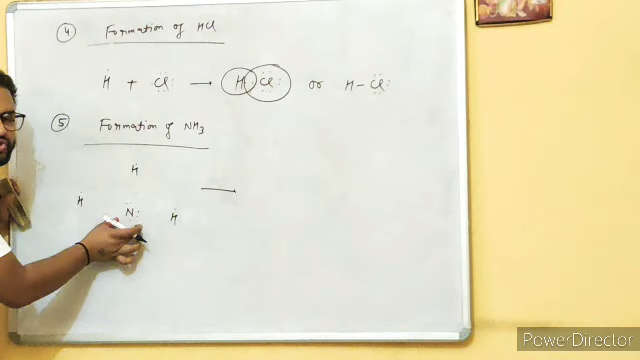 ④ Formation of HCl
H + Cl: ⟶ H Cl: or H–Cl:
⑤ Formation of NH₃
H
H
N: H
PowerDirector